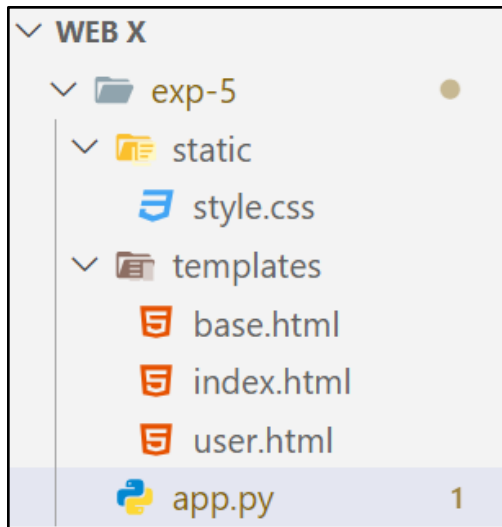 WEB X
exp-5
static
style.css
templates
base.html
index.html
user.html
app.py 1